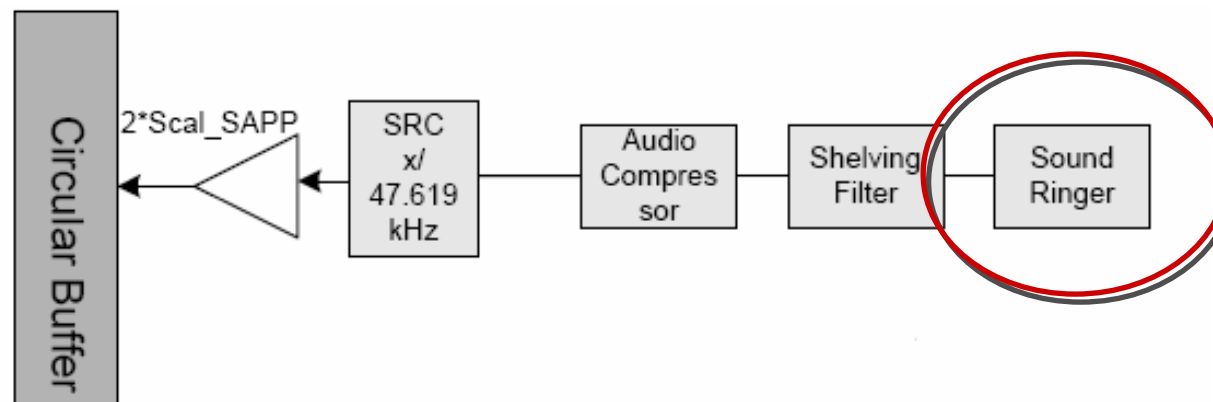 Circular Buffer
2*Scal_SAPP
SRC
x/
47.619
kHz
Audio
Compres
sor
Shelving
Filter
Sound
Ringer